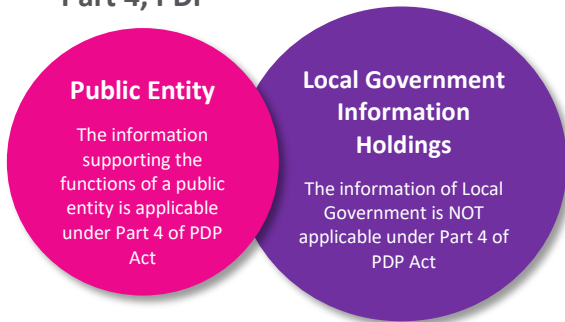 Part 4, PDP
Public Entity
The information
supporting the
functions of a public
entity is applicable
under Part 4 of PDP
Act
Local Government
Information
Holdings
The information of Local
Government is NOT
applicable under Part 4 of
PDP Act